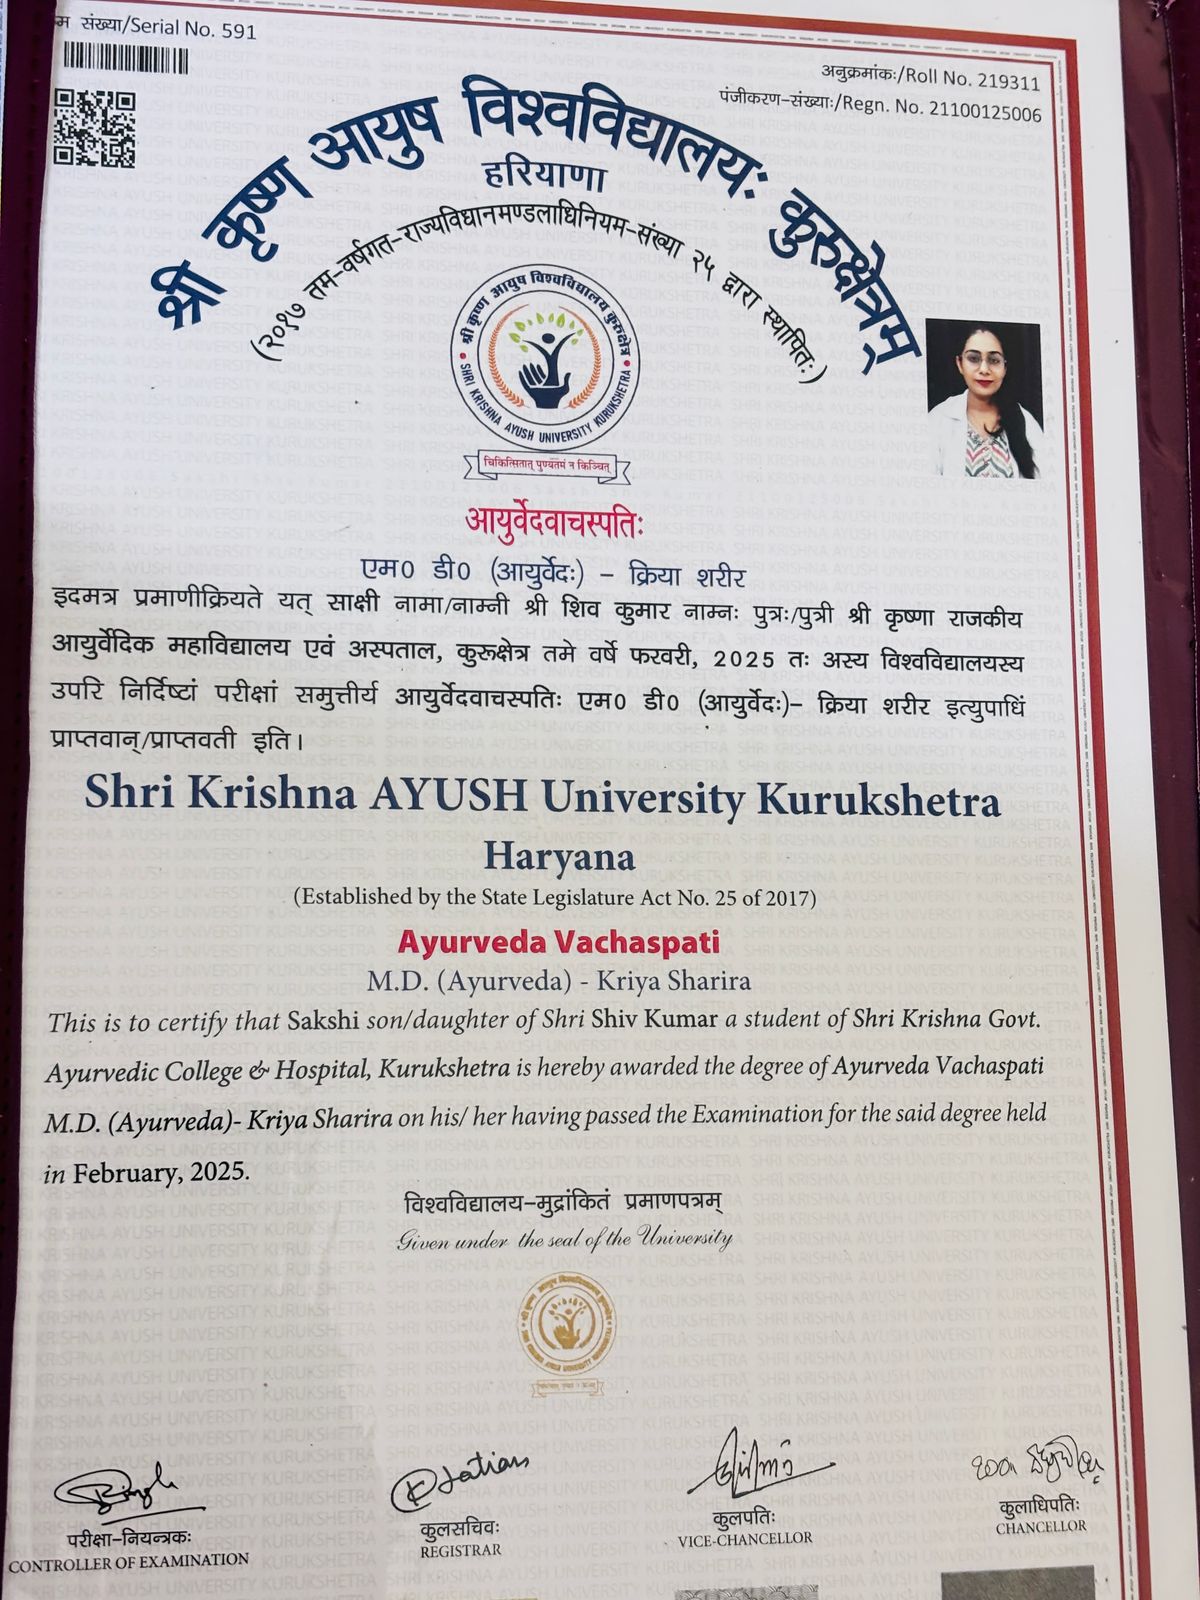 म संख्या/Serial No. 591
अनुक्रमांकः/Roll No. 219311
पंजीकरण-संख्याः/Regn. No. 21100125006
श्री कृष्ण आयुष विश्वविद्यालयः कुरुक्षेत्रम्
हरियाणा
(२०१७ तम-वर्षगत-राज्यविधानमण्डलाधिनियम-संख्या २५ द्वारा स्थापितः)
श्री कृष्ण आयुष विश्वविद्यालय कुरुक्षेत्र
SHRI KRISHNA AYUSH UNIVERSITY KURUKSHETRA
चिकित्सितात् पुण्यतमं न किञ्चित्
आयुर्वेदवाचस्पतिः
एम० डी० (आयुर्वेदः) – क्रिया शरीर
इदमत्र प्रमाणीक्रियते यत् साक्षी नामा/नाम्नी श्री शिव कुमार नाम्नः पुत्रः/पुत्री श्री कृष्णा राजकीय
आयुर्वेदिक महाविद्यालय एवं अस्पताल, कुरूक्षेत्र तमे वर्षे फरवरी, 2025 तः अस्य विश्वविद्यालयस्य
उपरि निर्दिष्टां परीक्षां समुत्तीर्य आयुर्वेदवाचस्पतिः एम० डी० (आयुर्वेदः)– क्रिया शरीर इत्युपाधिं
प्राप्तवान्/प्राप्तवती इति।
Shri Krishna AYUSH University Kurukshetra
Haryana
(Established by the State Legislature Act No. 25 of 2017)
Ayurveda Vachaspati
M.D. (Ayurveda) - Kriya Sharira
This is to certify that Sakshi son/daughter of Shri Shiv Kumar a student of Shri Krishna Govt.
Ayurvedic College & Hospital, Kurukshetra is hereby awarded the degree of Ayurveda Vachaspati
M.D. (Ayurveda)- Kriya Sharira on his/ her having passed the Examination for the said degree held
in February, 2025.
विश्वविद्यालय-मुद्रांकितं प्रमाणपत्रम्
Given under the seal of the University
परीक्षा-नियन्त्रकः
CONTROLLER OF EXAMINATION
कुलसचिवः
REGISTRAR
कुलपतिः
VICE-CHANCELLOR
कुलाधिपतिः
CHANCELLOR